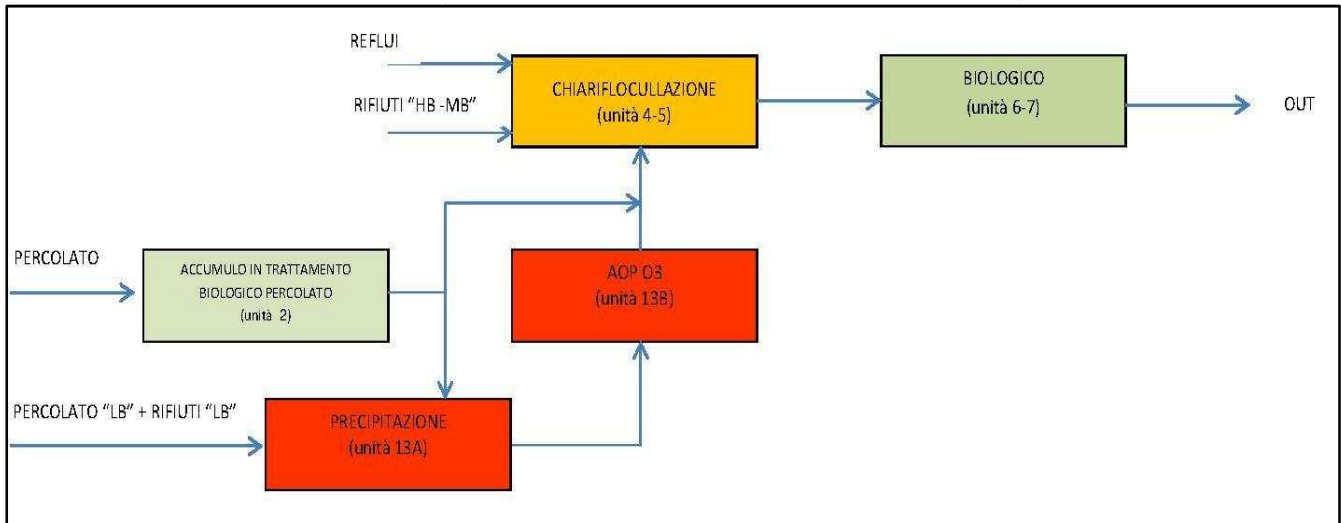 REFLUI
RIFIUTI "HB -MB"
CHIARIFLOCULLAZIONE
(unità 4-5)
BIOLOGICO
(unità 6-7)
OUT
PERCOLATO
ACCUMULO IN TRATTAMENTO
BIOLOGICO PERCOLATO
(unità 2)
AOP O3
(unità 13B)
PERCOLATO "LB" + RIFIUTI "LB"
PRECIPITAZIONE
(unità 13A)